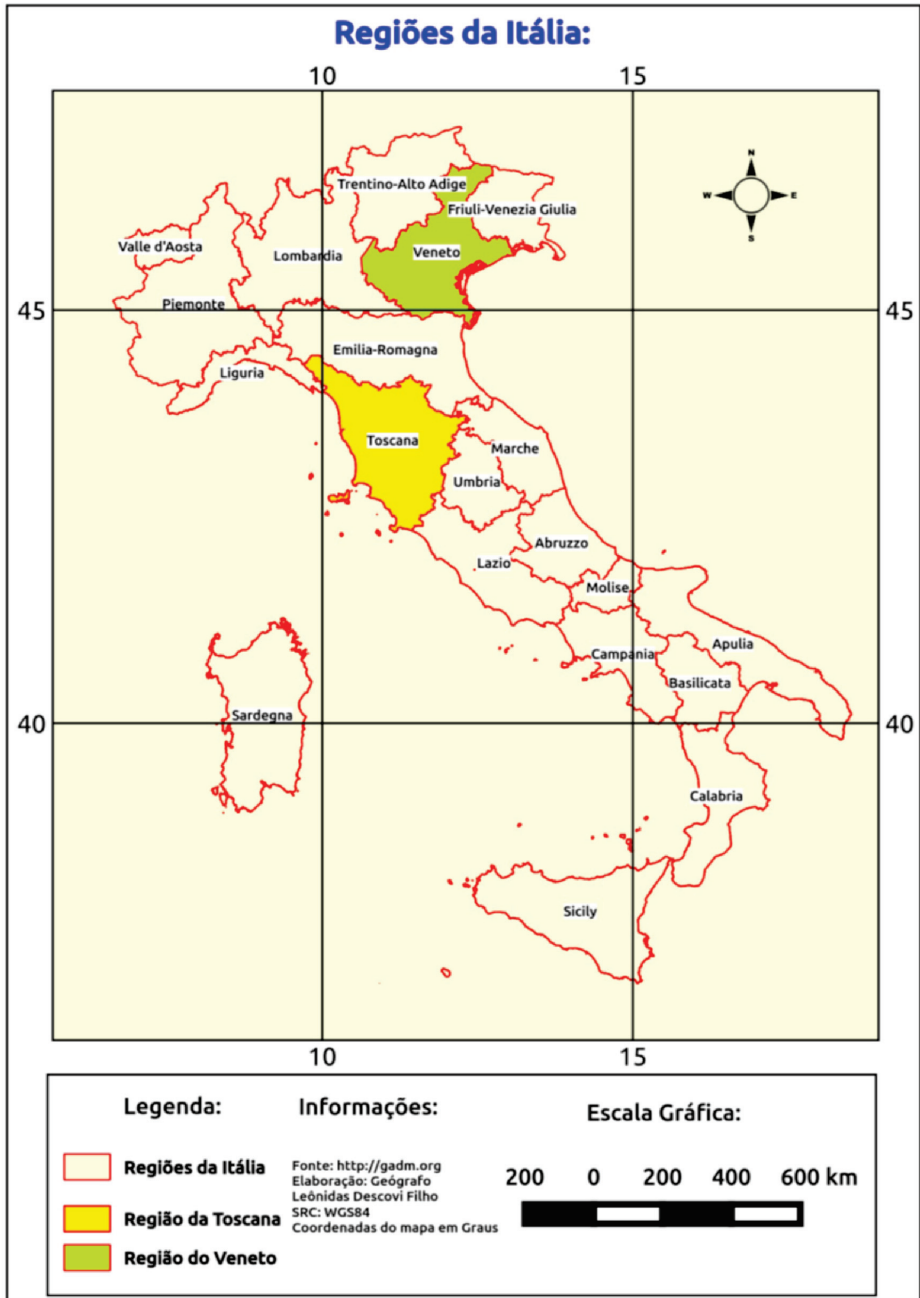 Regiões da Itália:
10 15
N
W E
S
Trentino-Alto Adige
Friuli-Venezia Giulia
Valle d'Aosta
Lombardia
Veneto
Piemonte
45 45
Emilia-Romagna
Liguria
Toscana
Marche
Umbria
Abruzzo
Lazio
Molise
Campania
Apulia
Basilicata
Sardegna
40 40
Calabria
Sicily
10 15
Legenda:
Regiões da Itália
Região da Toscana
Região do Veneto
Informações:
Fonte: http://gadm.org
Elaboração: Geógrafo
Leônidas Descovi Filho
SRC: WGS84
Coordenadas do mapa em Graus
Escala Gráfica:
200 0 200 400 600 km